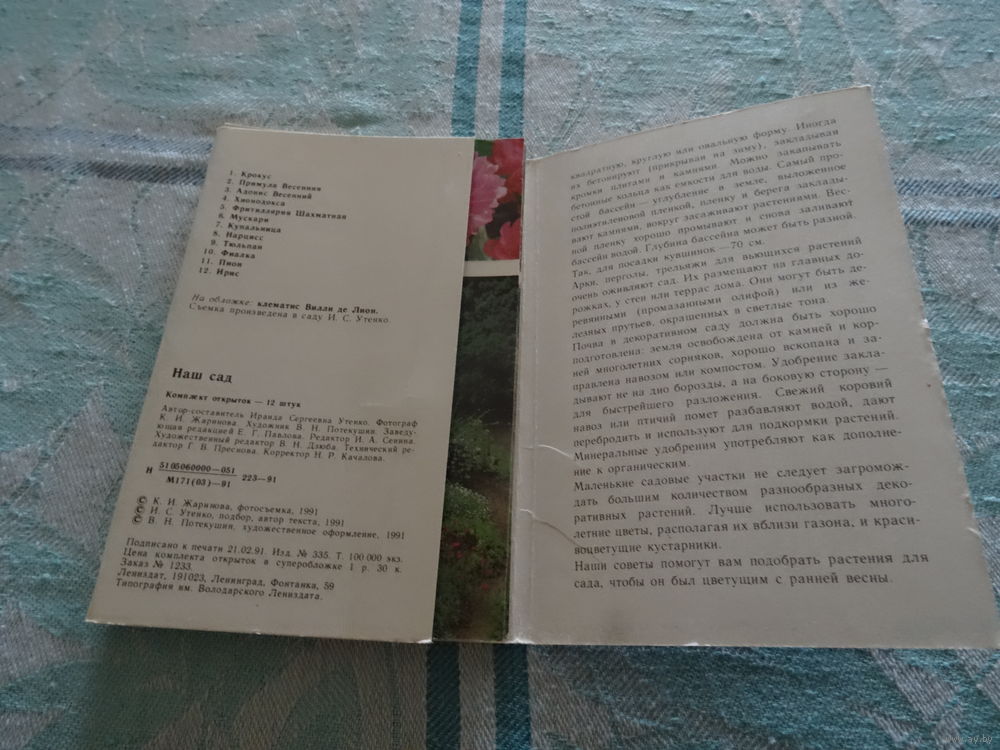 1. Крокус
2. Примула Весенняя
3. Адонис Весенний
4. Хионодокса
5. Фритиллярия Шахматная
6. Мускари
7. Купальница
8. Нарцисс
9. Тюльпан
10. Фиалка
11. Пион
12. Ирис
На обложке: клематис Вилли де Лион.
Съемка произведена в саду И. С. Утенко.
Наш сад
Комплект открыток — 12 штук
Автор-составитель Ираида Сергеевна Утенко. Фотограф
К. И. Жаринова. Художник В. Н. Потекушин. Заведу-
ющая редакцией Е. Г. Павлова. Редактор И. А. Сенина.
Художественный редактор В. Н. Дзюба. Технический ре-
дактор Г. В. Преснова. Корректор Н. Р. Качалова.
Н 5105060000—051 223—91
М171(03)—91
© К. И. Жаринова, фотосъемка, 1991
© И. С. Утенко, подбор, автор текста, 1991
© В. Н. Потекушин, художественное оформление, 1991
Подписано к печати 21.02.91. Изд. № 335. Т. 100 000 экз.
Цена комплекта открыток в суперобложке 1 р. 30 к.
Заказ № 1233.
Лениздат, 191023, Ленинград, Фонтанка, 59
Типография им. Володарского Лениздата.
квадратную, круглую или овальную форму. Иногда
их бетонируют (прикрывая на зиму), закладывая
кромки плитами и камнями. Можно закапывать
бетонные кольца как емкости для воды. Самый про-
стой бассейн — углубление в земле, выложенное
полиэтиленовой пленкой, пленку и берега заклады-
вают камнями, вокруг засаживают растениями. Вес-
ной пленку хорошо промывают и снова заливают
бассейн водой. Глубина бассейна может быть разной.
Так, для посадки кувшинок — 70 см.
Арки, перголы, трельяжи для вьющихся растений
очень оживляют сад. Их размещают на главных до-
рожках, у стен или террас дома. Они могут быть де-
ревянными (промазанными олифой) или из же-
лезных прутьев, окрашенных в светлые тона.
Почва в декоративном саду должна быть хорошо
подготовлена: земля освобождена от камней и кор-
ней многолетних сорняков, хорошо вскопана и за-
правлена навозом или компостом. Удобрение закла-
дывают не на дно борозды, а на боковую сторону —
для быстрейшего разложения. Свежий коровий
навоз или птичий помет разбавляют водой, дают
перебродить и используют для подкормки растений.
Минеральные удобрения употребляют как дополне-
ние к органическим.
Маленькие садовые участки не следует загромож-
дать большим количеством разнообразных деко-
ративных растений. Лучше использовать много-
летние цветы, располагая их вблизи газона, и краси-
воцветущие кустарники.
Наши советы помогут вам подобрать растения для
сада, чтобы он был цветущим с ранней весны.
www.ay.by